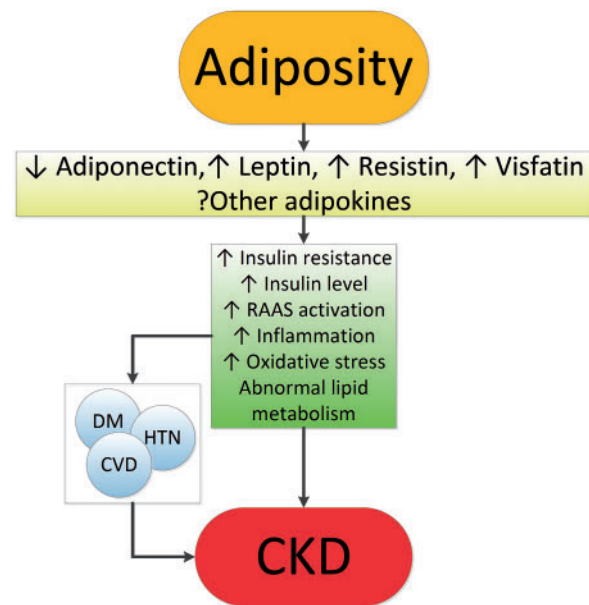 Adiposity
↓ Adiponectin,↑ Leptin, ↑ Resistin, ↑ Visfatin
?Other adipokines
↑ Insulin resistance
↑ Insulin level
↑ RAAS activation
↑ Inflammation
↑ Oxidative stress
Abnormal lipid
metabolism
DM
HTN
CVD
CKD